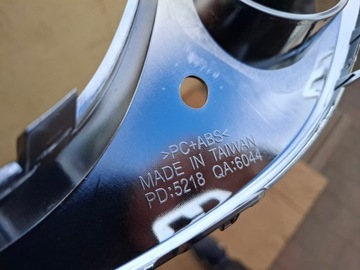 >PC+ABS<
MADE IN TAIWAN
PD:5218 QA:6044